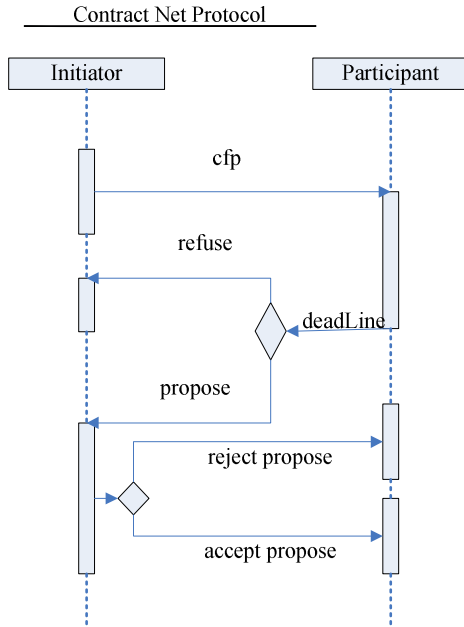 Contract Net Protocol
Initiator
Participant
cfp
refuse
deadLine
propose
reject propose
accept propose